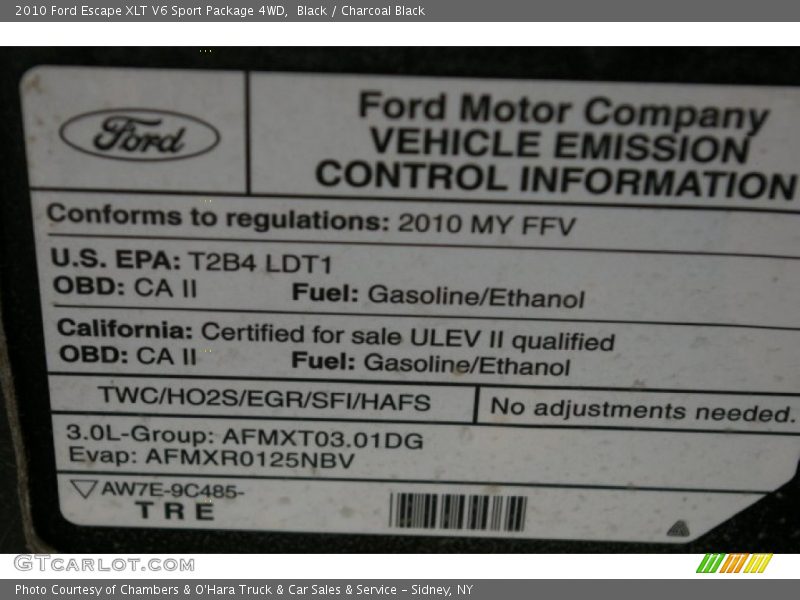 2010 Ford Escape XLT V6 Sport Package 4WD,  Black / Charcoal Black
Ford
Ford Motor Company
VEHICLE EMISSION
CONTROL INFORMATION
Conforms to regulations: 2010 MY FFV
U.S. EPA: T2B4 LDT1
OBD: CA II Fuel: Gasoline/Ethanol
California: Certified for sale ULEV II qualified
OBD: CA II Fuel: Gasoline/Ethanol
TWC/HO2S/EGR/SFI/HAFS No adjustments needed.
3.0L-Group: AFMXT03.01DG
Evap: AFMXR0125NBV
AW7E-9C485-
TRE
GTCARLOT.COM
Photo Courtesy of Chambers & O'Hara Truck & Car Sales & Service - Sidney, NY